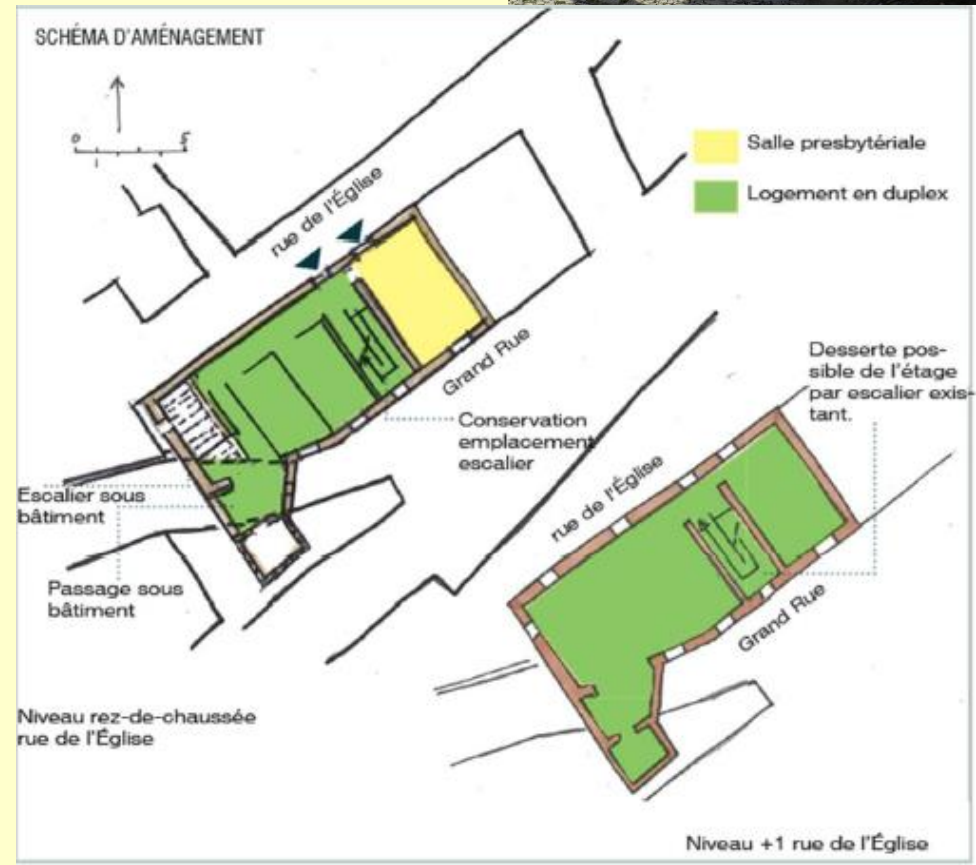 SCHÉMA D'AMÉNAGEMENT
0
5
1
Salle presbytériale
Logement en duplex
rue de l'Église
Grand Rue
Conservation
emplacement
escalier
Escalier sous
bâtiment
Passage sous
bâtiment
Niveau rez-de-chaussée
rue de l'Église
Desserte pos-
sible de l'étage
par escalier exis-
tant.
rue de l'Église
Grand Rue
Niveau +1 rue de l'Église